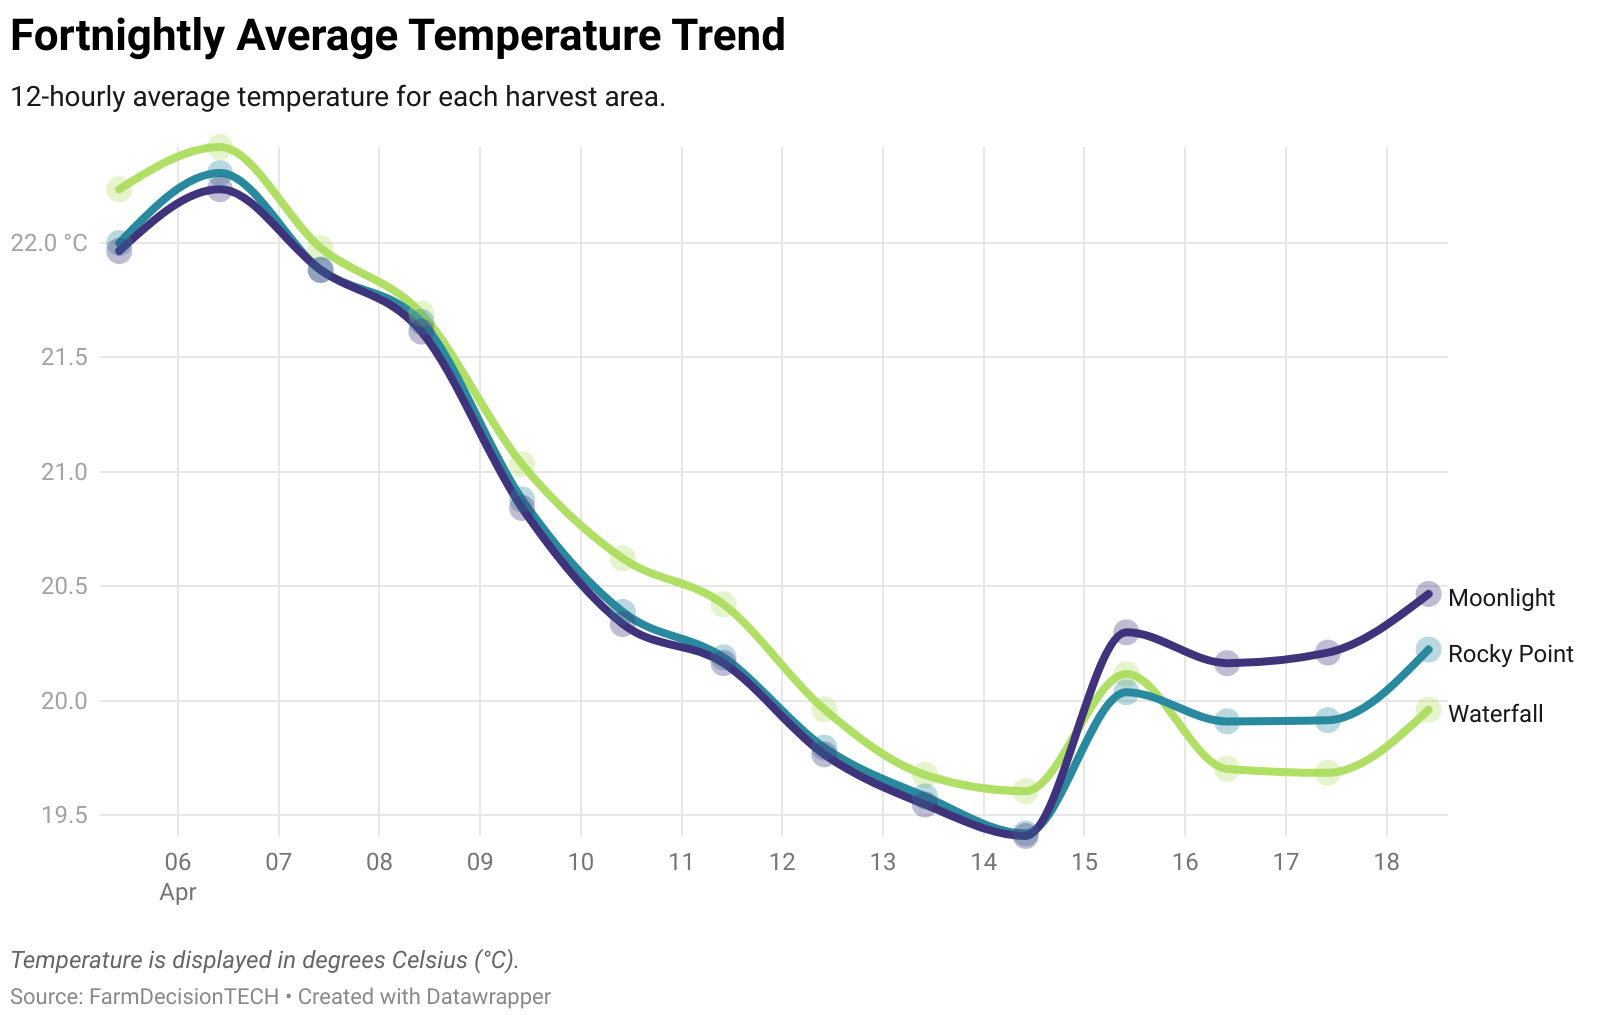 Fortnightly Average Temperature Trend
12-hourly average temperature for each harvest area.
22.0 °C
21.5
21.0
20.5
20.0
19.5
Moonlight
Rocky Point
Waterfall
06 07 08 09 10 11 12 13 14 15 16 17 18
Apr
Temperature is displayed in degrees Celsius (°C).
Source: FarmDecisionTECH • Created with Datawrapper